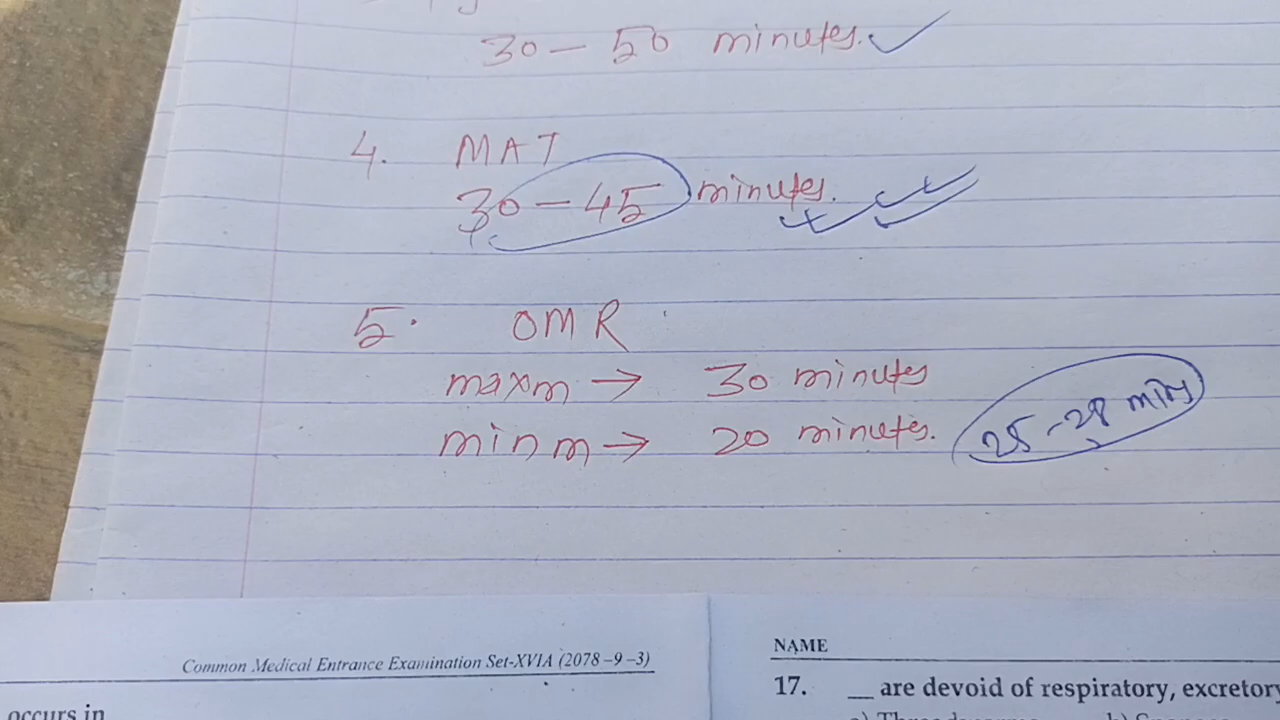 30 – 50 minutes.
4. MAT
30 – 45 minutes.
5. OMR
maxm → 30 minutes
minm → 20 minutes. 25-28 mins
Common Medical Entrance Examination Set-XVIA (2078-9-3)
occurs in
NAME
17. __ are devoid of respiratory, excretory